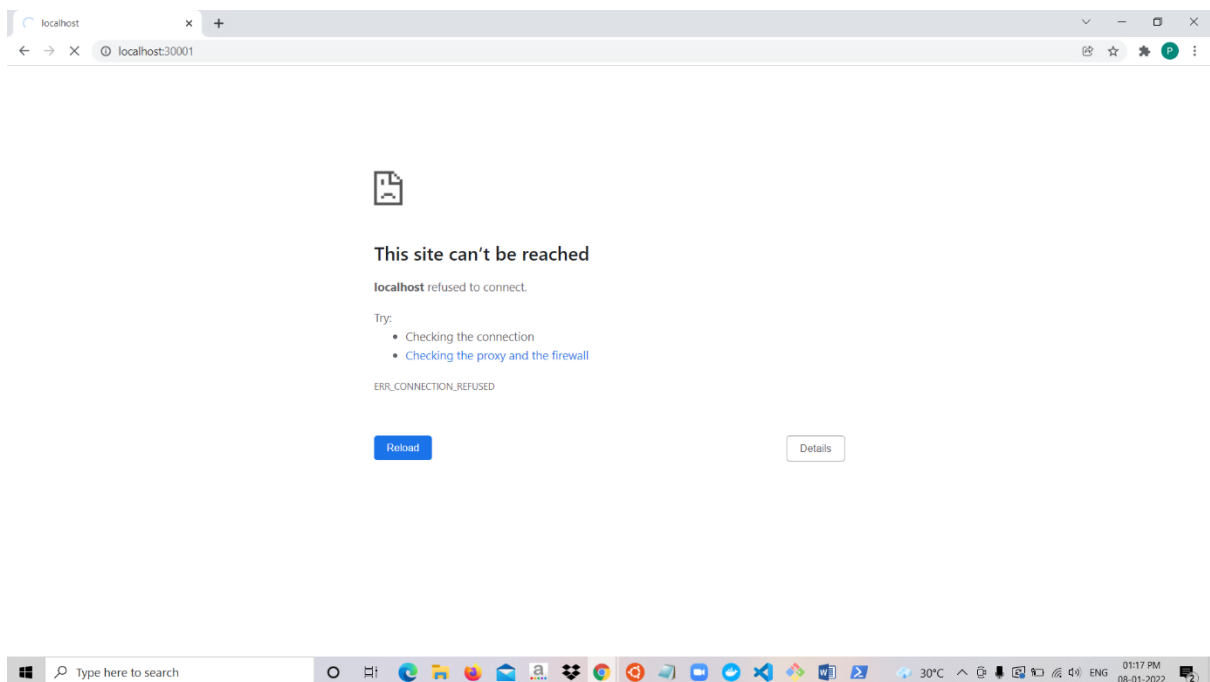 localhost
localhost:30001
P
This site can't be reached
localhost refused to connect.
Try:
Checking the connection
Checking the proxy and the firewall
ERR_CONNECTION_REFUSED
Reload
Details
Type here to search
a
30°C
ENG
01:17 PM
08-01-2022
2